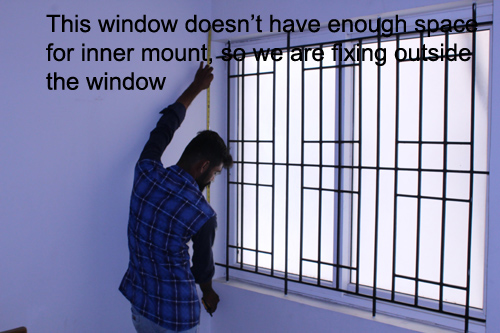 This window doesn't have enough space
for inner mount, so we are fixing outside
the window